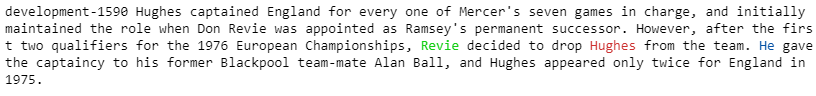 development-1590 Hughes captained England for every one of Mercer's seven games in charge, and initially
maintained the role when Don Revie was appointed as Ramsey's permanent successor. However, after the firs
t two qualifiers for the 1976 European Championships, Revie decided to drop Hughes from the team. He gave
the captaincy to his former Blackpool team-mate Alan Ball, and Hughes appeared only twice for England in
1975.